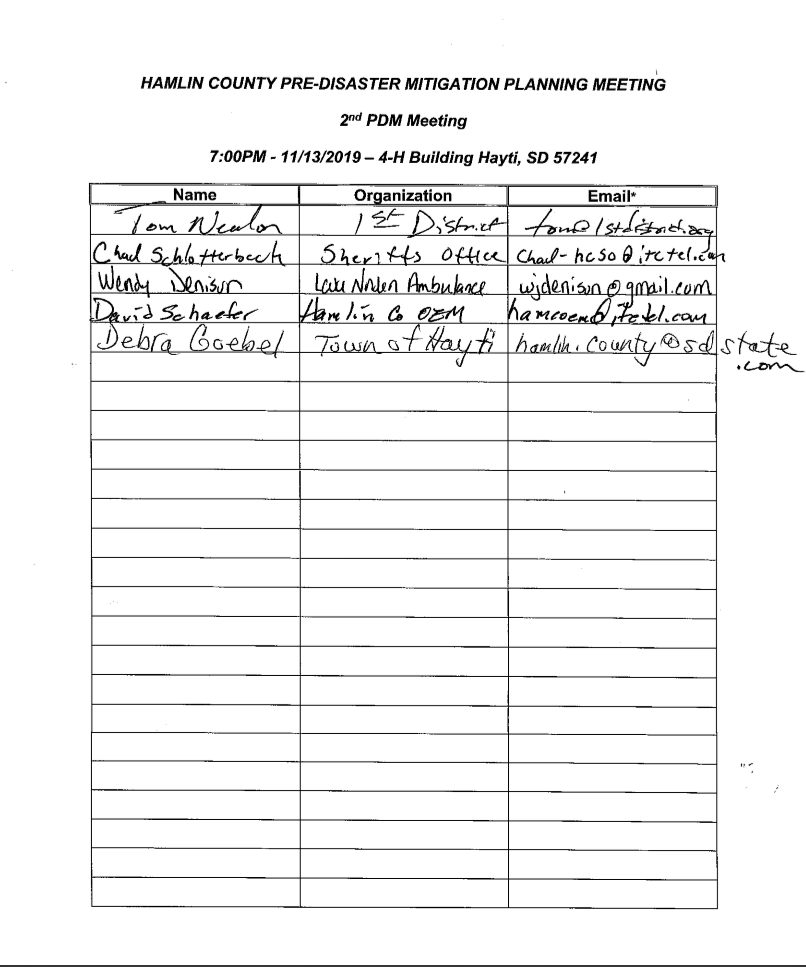 HAMLIN COUNTY PRE-DISASTER MITIGATION PLANNING MEETING
2nd PDM Meeting
7:00PM - 11/13/2019 – 4-H Building Hayti, SD 57241
Name Organization Email*
Tom 1st District tom@1stdistrict.org
Chad Schlotterbeck Sheriffs Office Chad-hcso@itctel.com
Wendy Denison Lake Norden Ambulance wjdenison@gmail.com
David Schaefer Hamlin Co OEM hamcoem@itctel.com
Debra Goebel Town of Hayti hamlin.county@sdstate
.com